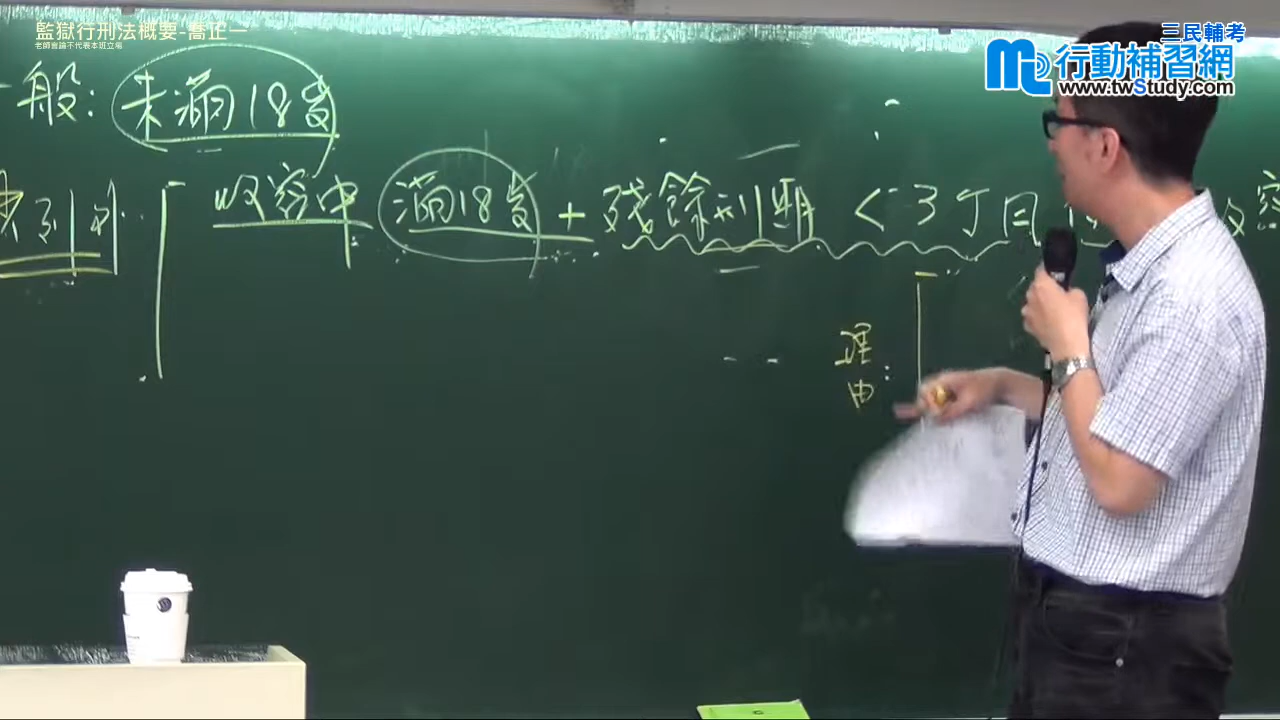 監獄行刑法概要-喬正一
老師言論不代表本班立場
三民輔考
行動補習網
www.twStudy.com
般: 未滿18歲
收容中 滿18歲 + 殘餘刑期 < 3个月
理由: